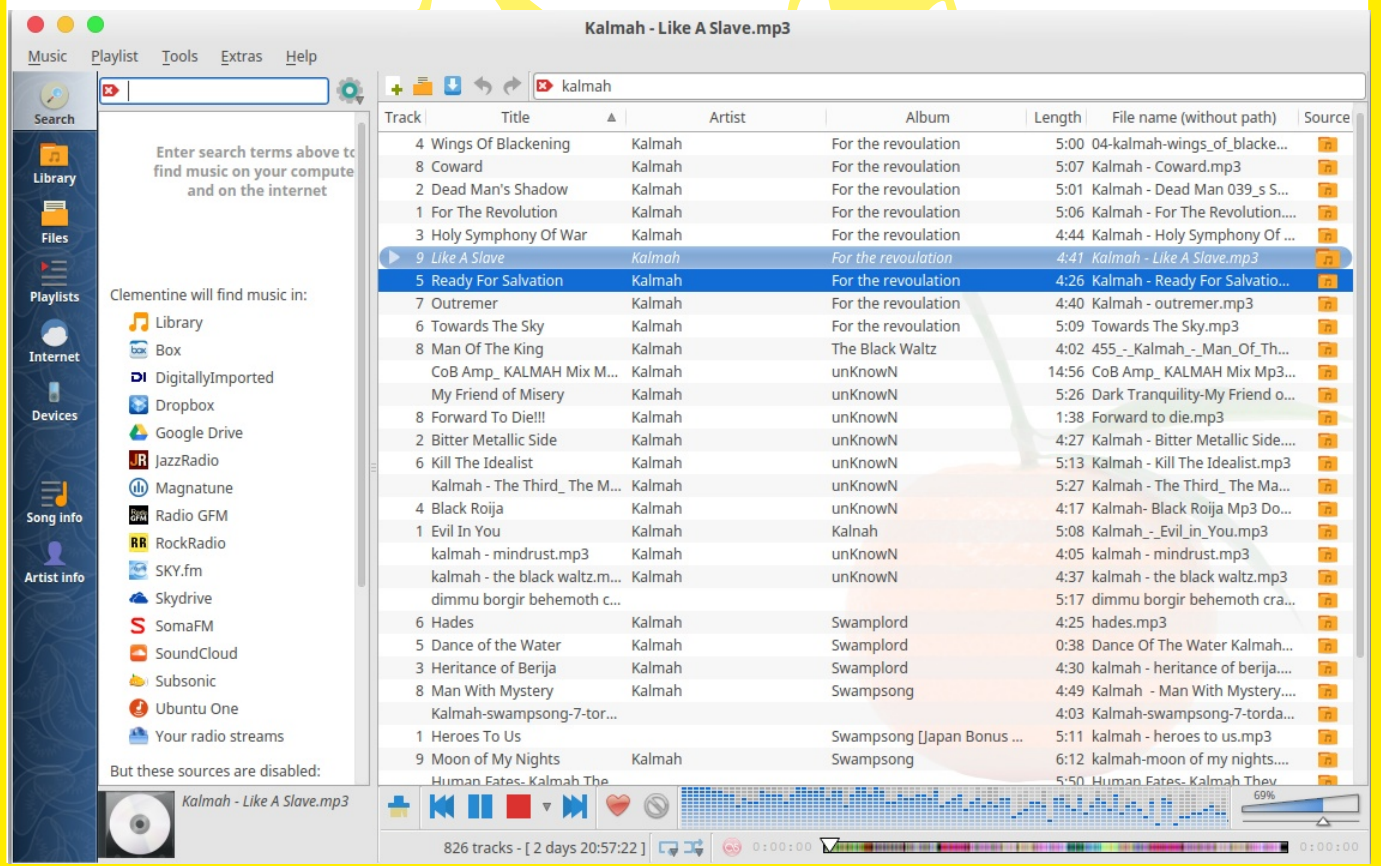 Kalmah - Like A Slave.mp3
Music Playlist Tools Extras Help
Search
Library
Files
Playlists
Internet
Devices
Song info
Artist info
Enter search terms above to
find music on your compute
and on the internet
Clementine will find music in:
Library
box Box
DI DigitallyImported
Dropbox
Google Drive
JR JazzRadio
Magnatune
Radio GFM Radio GFM
RR RockRadio
SKY.fm
Skydrive
S SomaFM
SoundCloud
Subsonic
Ubuntu One
Your radio streams
But these sources are disabled:
Kalmah - Like A Slave.mp3
kalmah
Track Title Artist Album Length File name (without path) Source
4 Wings Of Blackening Kalmah For the revoulation 5:00 04-kalmah-wings_of_blacke...
8 Coward Kalmah For the revoulation 5:07 Kalmah - Coward.mp3
2 Dead Man's Shadow Kalmah For the revoulation 5:01 Kalmah - Dead Man 039_s S...
1 For The Revolution Kalmah For the revoulation 5:06 Kalmah - For The Revolution....
3 Holy Symphony Of War Kalmah For the revoulation 4:44 Kalmah - Holy Symphony Of ...
9 Like A Slave Kalmah For the revoulation 4:41 Kalmah - Like A Slave.mp3
5 Ready For Salvation Kalmah For the revoulation 4:26 Kalmah - Ready For Salvatio...
7 Outremer Kalmah For the revoulation 4:40 Kalmah - outremer.mp3
6 Towards The Sky Kalmah For the revoulation 5:09 Towards The Sky.mp3
8 Man Of The King Kalmah The Black Waltz 4:02 455_-_Kalmah_-_Man_Of_Th...
CoB Amp_ KALMAH Mix M... Kalmah unKnowN 14:56 CoB Amp_ KALMAH Mix Mp3...
My Friend of Misery Kalmah unKnowN 5:26 Dark Tranquility-My Friend o...
8 Forward To Die!!! Kalmah unKnowN 1:38 Forward to die.mp3
2 Bitter Metallic Side Kalmah unKnowN 4:27 Kalmah - Bitter Metallic Side....
6 Kill The Idealist Kalmah unKnowN 5:13 Kalmah - Kill The Idealist.mp3
Kalmah - The Third_ The M... Kalmah unKnowN 5:27 Kalmah - The Third_ The Ma...
4 Black Roija Kalmah unKnowN 4:17 Kalmah- Black Roija Mp3 Do...
1 Evil In You Kalmah Kalnah 5:08 Kalmah_-_Evil_in_You.mp3
kalmah - mindrust.mp3 Kalmah unKnowN 4:05 kalmah - mindrust.mp3
kalmah - the black waltz.m... Kalmah unKnowN 4:37 kalmah - the black waltz.mp3
dimmu borgir behemoth c... 5:17 dimmu borgir behemoth cra...
6 Hades Kalmah Swamplord 4:25 hades.mp3
5 Dance of the Water Kalmah Swamplord 0:38 Dance Of The Water Kalmah...
3 Heritance of Berija Kalmah Swamplord 4:30 kalmah - heritance of berija....
8 Man With Mystery Kalmah Swampsong 4:49 Kalmah - Man With Mystery....
Kalmah-swampsong-7-tor... 4:03 Kalmah-swampsong-7-torda...
1 Heroes To Us Swampsong [Japan Bonus ... 5:11 kalmah - heroes to us.mp3
9 Moon of My Nights Kalmah Swampsong 6:12 kalmah-moon of my nights....
Human Fates- Kalmah The 5:50 Human Fates- Kalmah They
69%
826 tracks - [ 2 days 20:57:22 ] 0:00:00 0:00:00